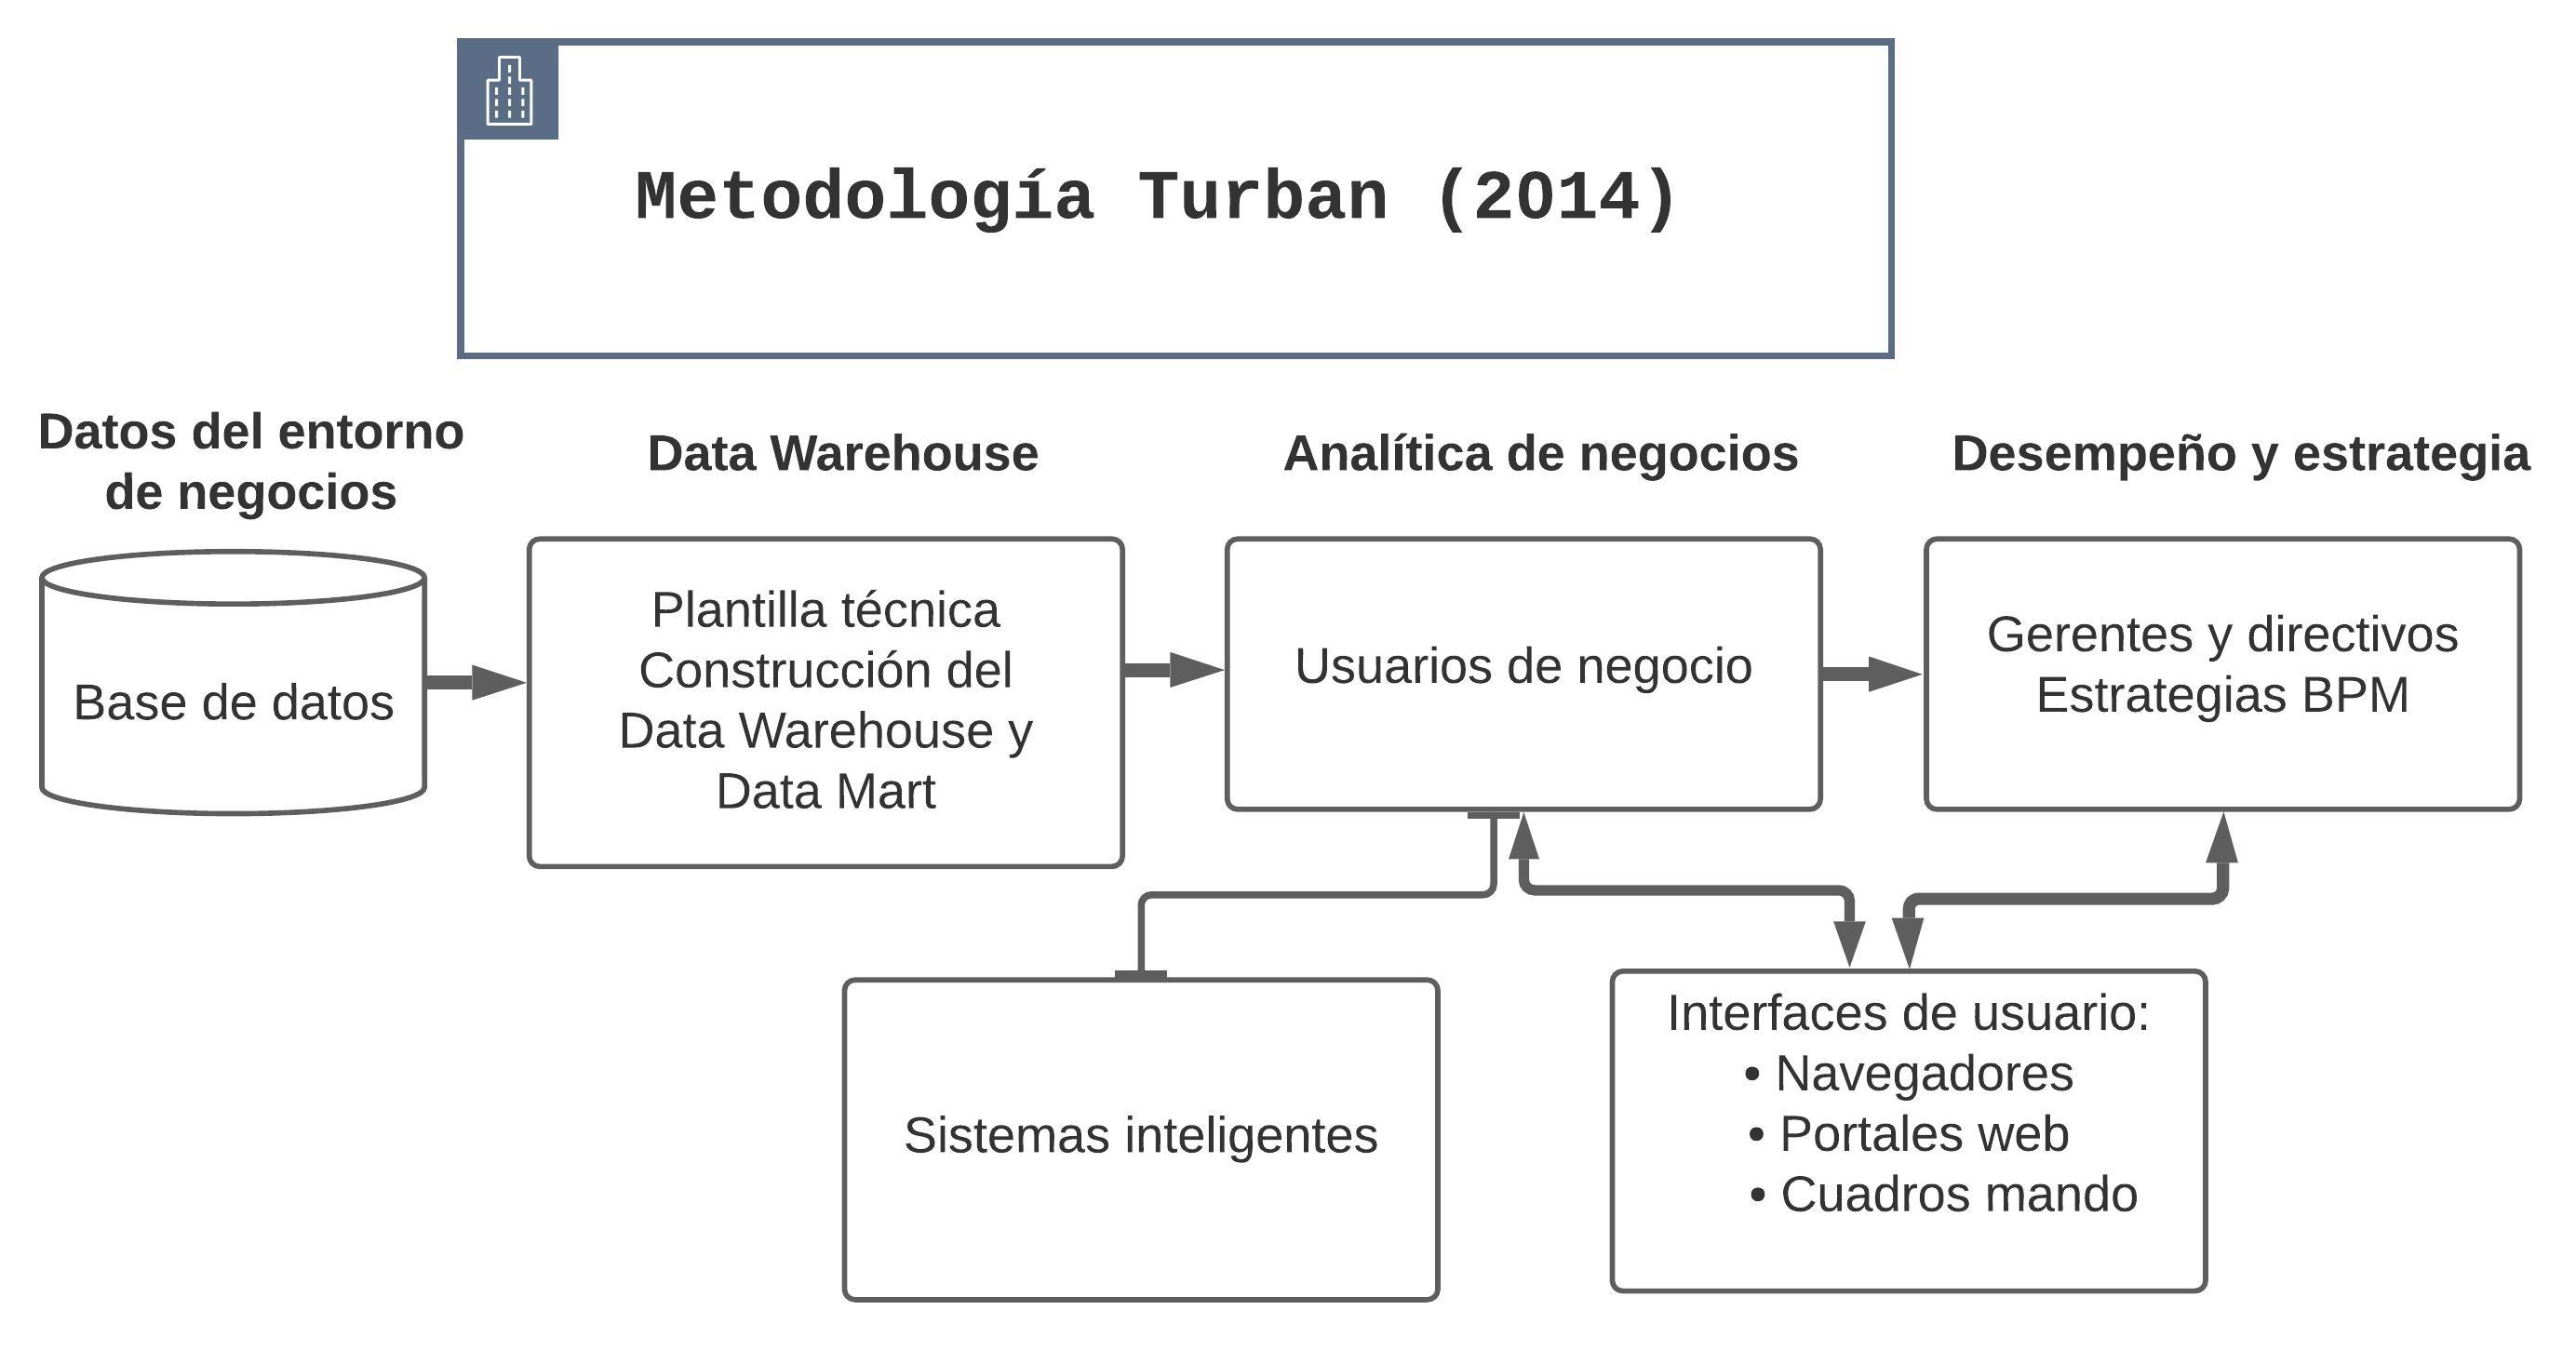 Metodología Turban (2014)
Datos del entorno
de negocios
Data Warehouse
Analítica de negocios
Desempeño y estrategia
Base de datos
Plantilla técnica
Construcción del
Data Warehouse y
Data Mart
Usuarios de negocio
Gerentes y directivos
Estrategias BPM
Sistemas inteligentes
Interfaces de usuario:
• Navegadores
• Portales web
• Cuadros mando